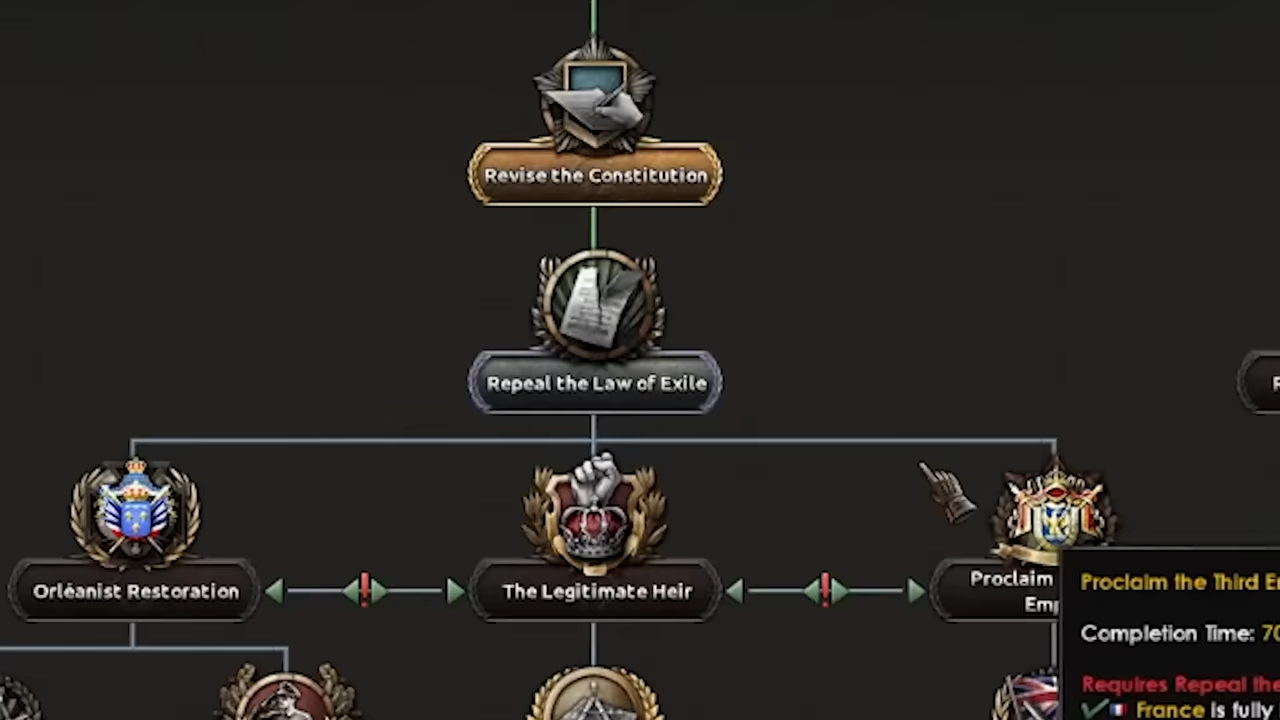 Revise the Constitution
Repeal the Law of Exile
Orléanist Restoration
The Legitimate Heir
Proclaim
Proclaim the Third
Completion Time: 70
Requires Repeal the
France is fully